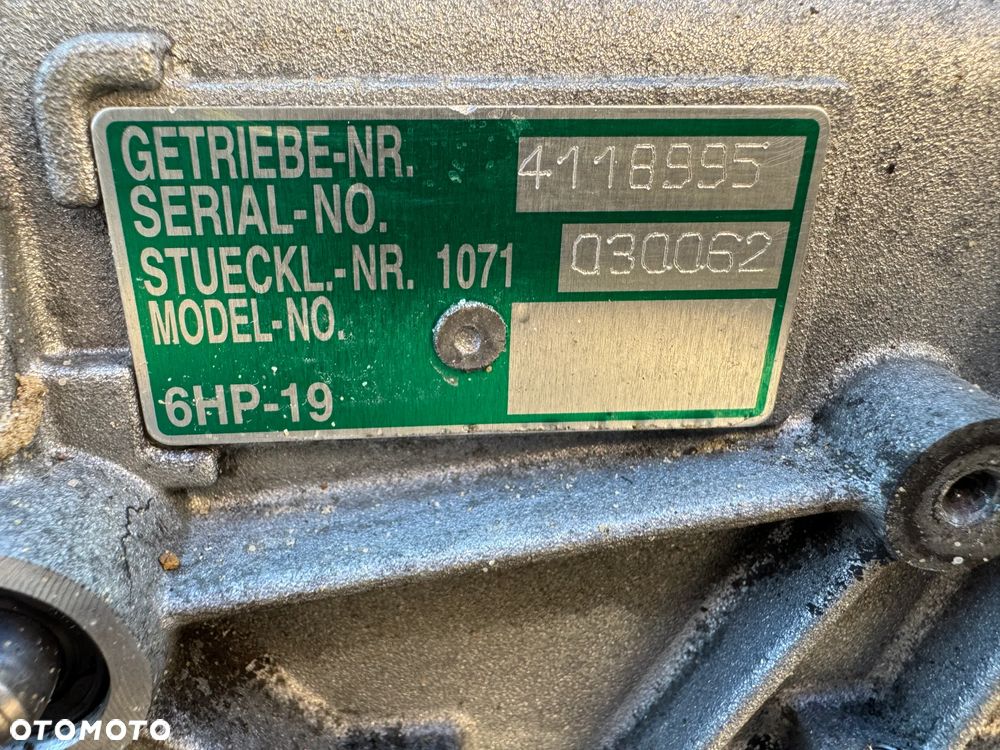 GETRIEBE-NR. 4118995
SERIAL-NO.
STUECKL.-NR. 1071 030062
MODEL-NO.
6HP-19
OTOMOTO